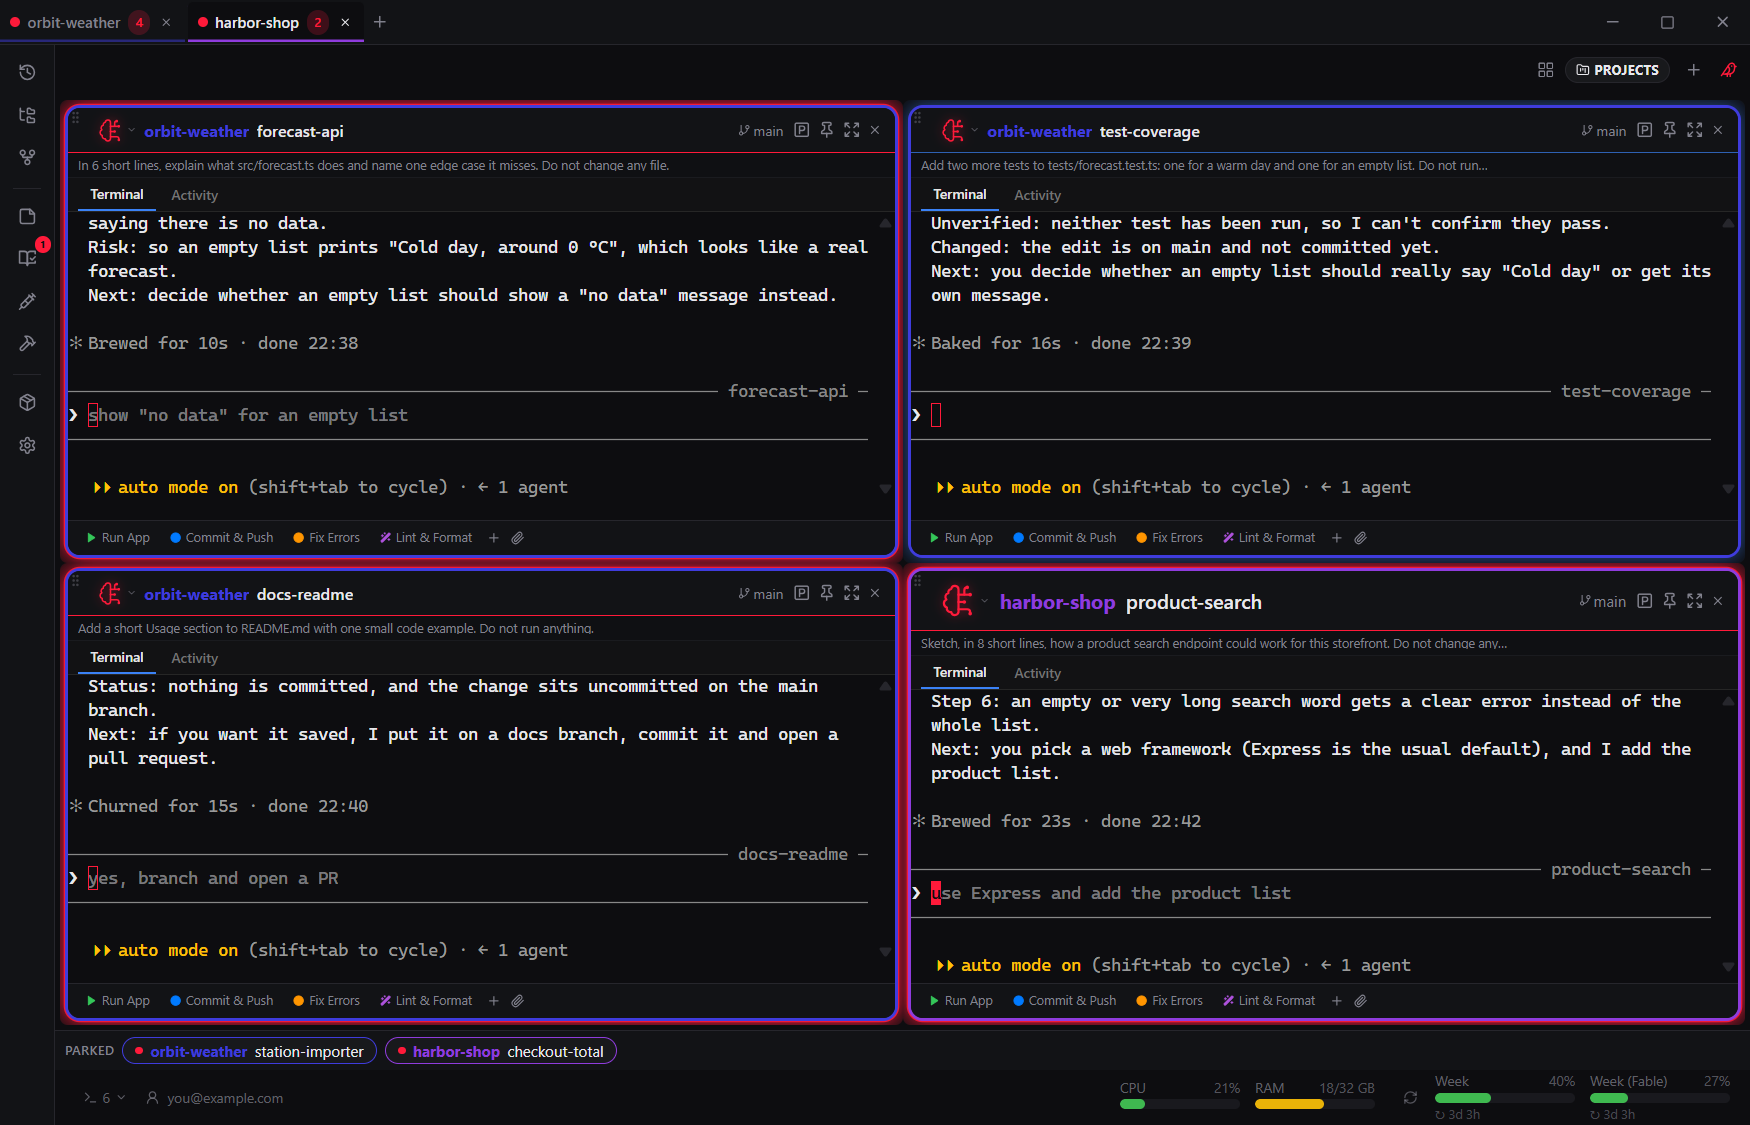 orbit-weather 4
harbor-shop 2
PROJECTS
1
orbit-weather forecast-api
main
In 6 short lines, explain what src/forecast.ts does and name one edge case it misses. Do not change any file.
Terminal Activity
saying there is no data.
Risk: so an empty list prints "Cold day, around 0 °C", which looks like a real
forecast.
Next: decide whether an empty list should show a "no data" message instead.
Brewed for 10s · done 22:38
forecast-api
❯ show "no data" for an empty list
auto mode on (shift+tab to cycle) · ← 1 agent
Run App Commit & Push Fix Errors Lint & Format
orbit-weather test-coverage
main
Add two more tests to tests/forecast.test.ts: one for a warm day and one for an empty list. Do not run...
Terminal Activity
Unverified: neither test has been run, so I can't confirm they pass.
Changed: the edit is on main and not committed yet.
Next: you decide whether an empty list should really say "Cold day" or get its
own message.
Baked for 16s · done 22:39
test-coverage
❯
auto mode on (shift+tab to cycle) · ← 1 agent
Run App Commit & Push Fix Errors Lint & Format
orbit-weather docs-readme
main
Add a short Usage section to README.md with one small code example. Do not run anything.
Terminal Activity
Status: nothing is committed, and the change sits uncommitted on the main
branch.
Next: if you want it saved, I put it on a docs branch, commit it and open a
pull request.
Churned for 15s · done 22:40
docs-readme
❯ yes, branch and open a PR
auto mode on (shift+tab to cycle) · ← 1 agent
Run App Commit & Push Fix Errors Lint & Format
harbor-shop product-search
main
Sketch, in 8 short lines, how a product search endpoint could work for this storefront. Do not change any...
Terminal Activity
Step 6: an empty or very long search word gets a clear error instead of the
whole list.
Next: you pick a web framework (Express is the usual default), and I add the
product list.
Brewed for 23s · done 22:42
product-search
❯ use Express and add the product list
auto mode on (shift+tab to cycle) · ← 1 agent
Run App Commit & Push Fix Errors Lint & Format
PARKED orbit-weather station-importer harbor-shop checkout-total
6 you@example.com
CPU 21%
RAM 18/32 GB
Week 40%
3d 3h
Week (Fable) 27%
3d 3h